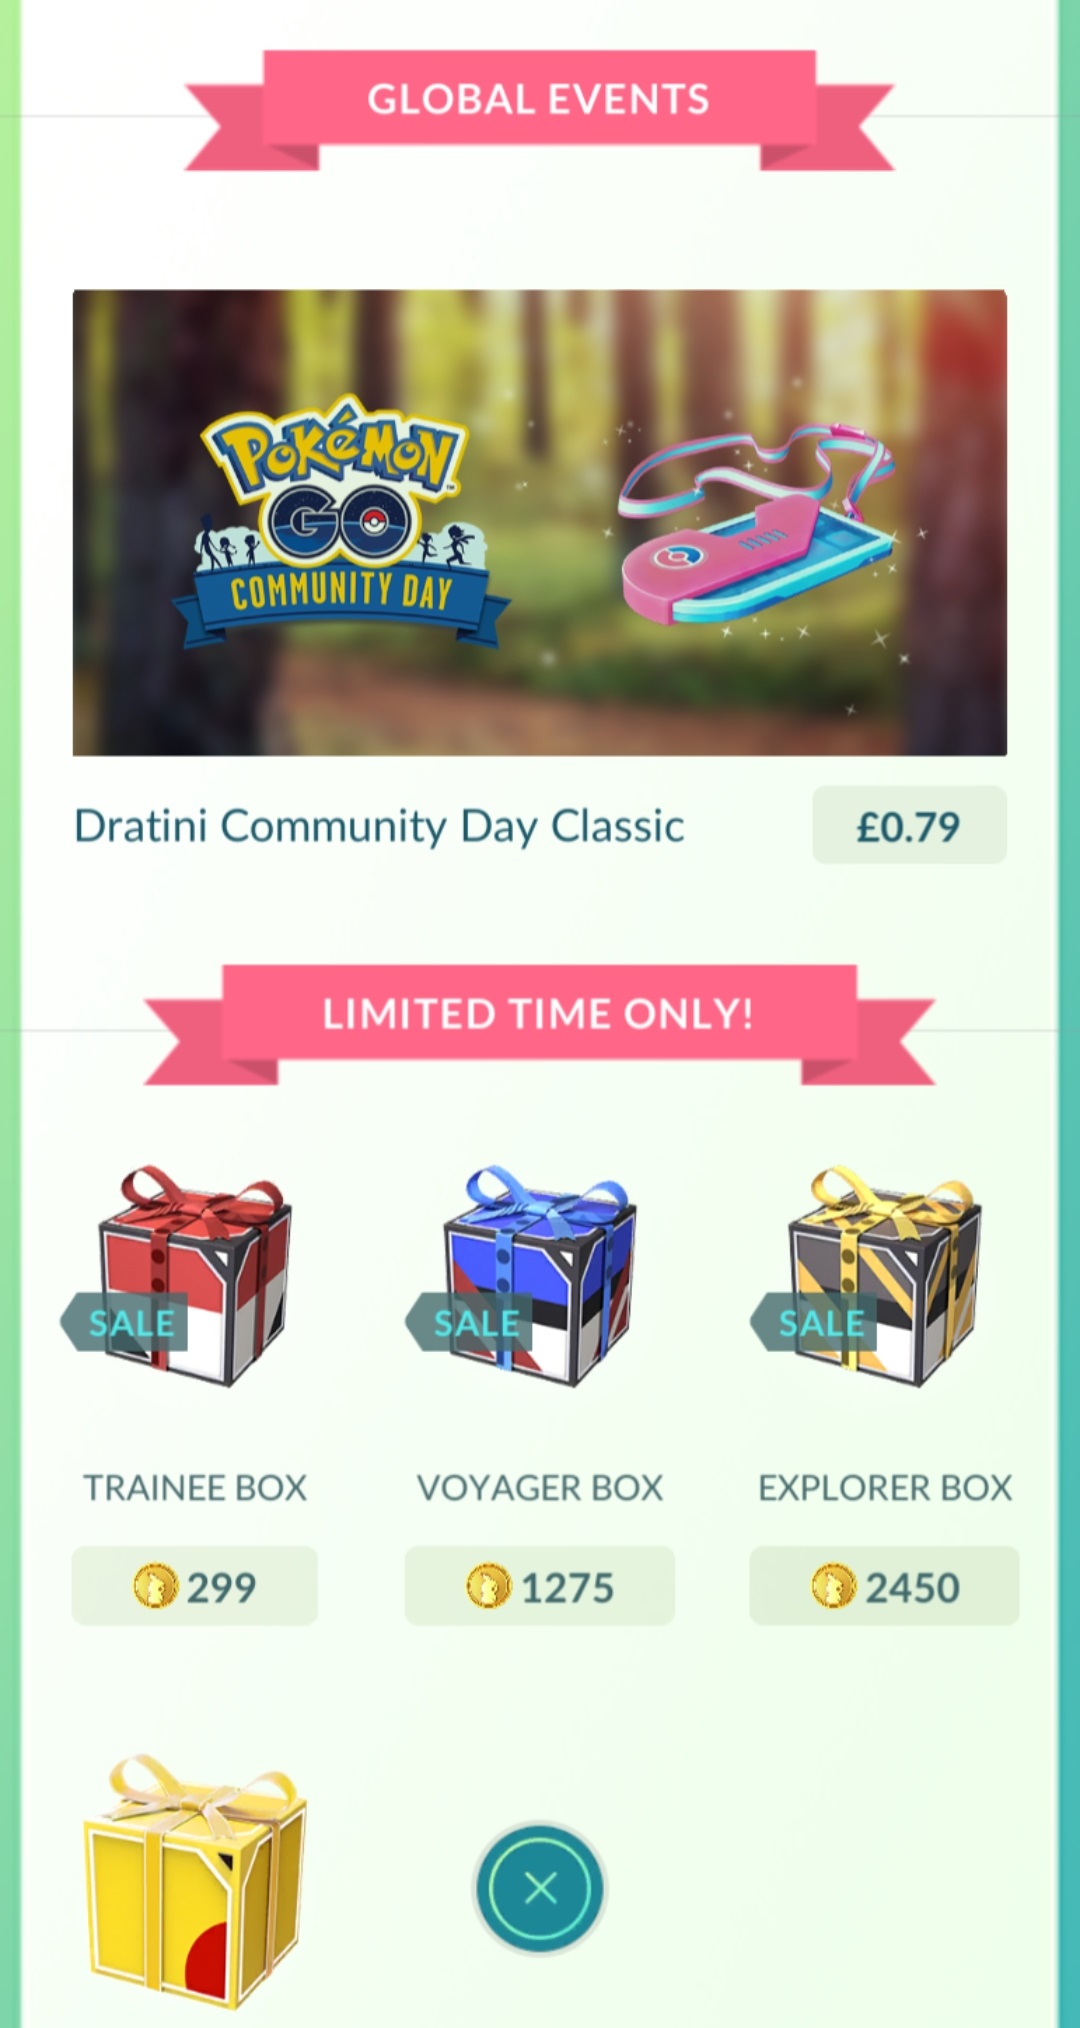 GLOBAL EVENTS
POKéMON
GO
COMMUNITY DAY
Dratini Community Day Classic
£0.79
LIMITED TIME ONLY!
SALE
SALE
SALE
TRAINEE BOX
VOYAGER BOX
EXPLORER BOX
299
1275
2450